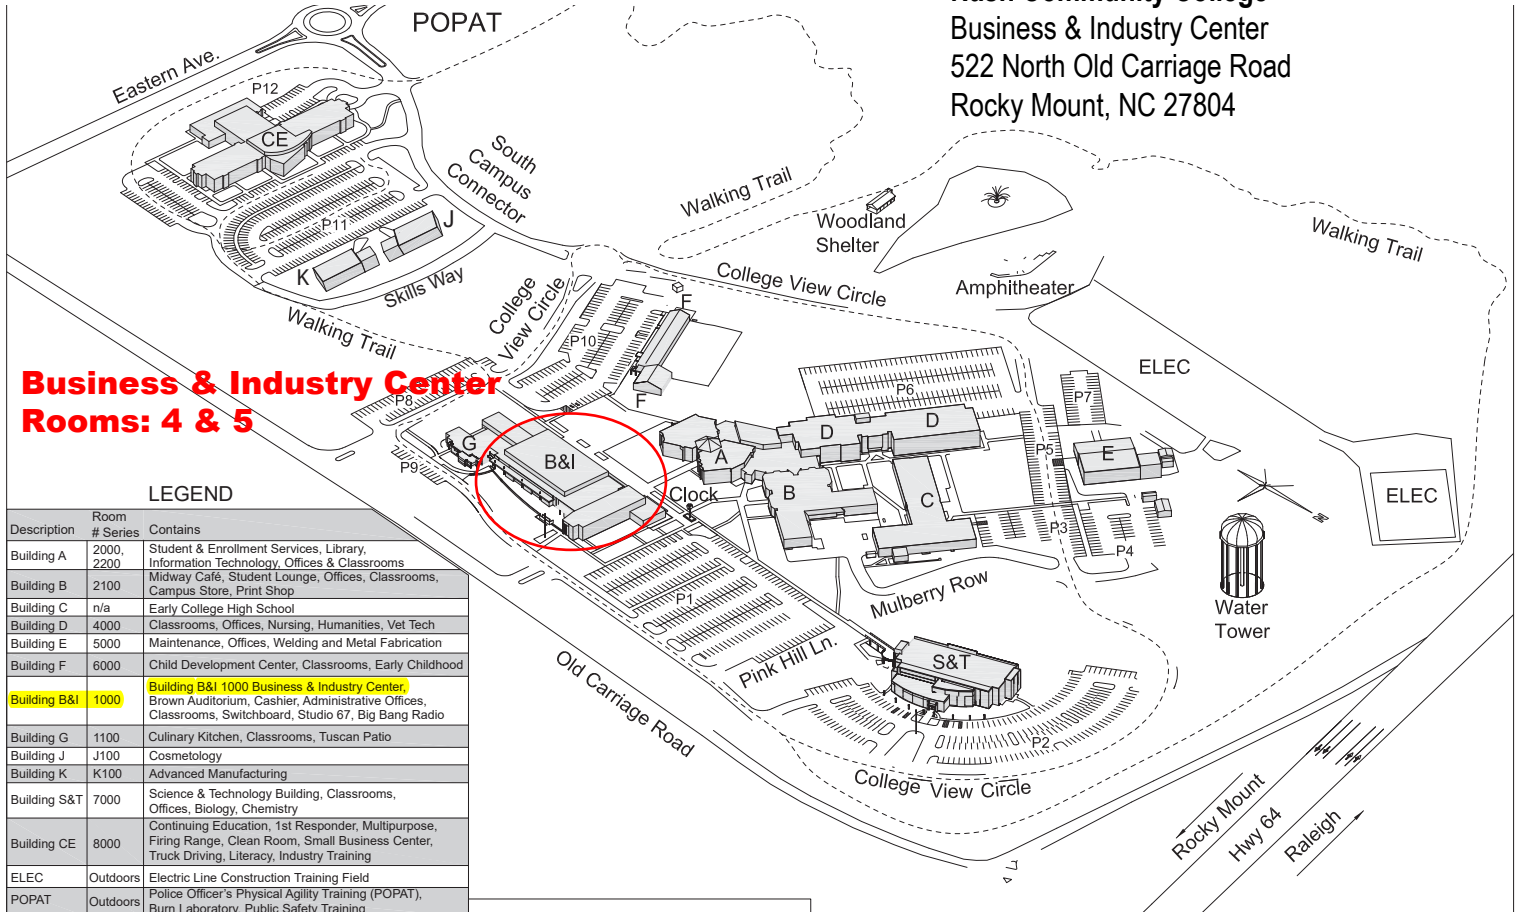 Nash Community College
Business & Industry Center
522 North Old Carriage Road
Rocky Mount, NC 27804
POPAT
Eastern Ave.
P12
CE
South
Campus
Connector
Walking Trail
Woodland
Shelter
Walking Trail
P11
J
K
Skills Way
College
View Circle
College View Circle
Amphitheater
Walking Trail
F
P10
F
ELEC
Business & Industry Center
Rooms: 4 & 5
P8
P6
P7
G
B&I
A
D
D
P5
E
P9
Clock
B
C
ELEC
P3
P4
P1
Mulberry Row
Water
Tower
Pink Hill Ln.
S&T
Old Carriage Road
P2
College View Circle
Rocky Mount
Hwy 64
Raleigh
LEGEND
Description Room # Series Contains
Building A 2000, 2200 Student & Enrollment Services, Library,
Information Technology, Offices & Classrooms
Building B 2100 Midway Café, Student Lounge, Offices, Classrooms,
Campus Store, Print Shop
Building C n/a Early College High School
Building D 4000 Classrooms, Offices, Nursing, Humanities, Vet Tech
Building E 5000 Maintenance, Offices, Welding and Metal Fabrication
Building F 6000 Child Development Center, Classrooms, Early Childhood
Building B&I 1000 Building B&I 1000 Business & Industry Center,
Brown Auditorium, Cashier, Administrative Offices,
Classrooms, Switchboard, Studio 67, Big Bang Radio
Building G 1100 Culinary Kitchen, Classrooms, Tuscan Patio
Building J J100 Cosmetology
Building K K100 Advanced Manufacturing
Building S&T 7000 Science & Technology Building, Classrooms,
Offices, Biology, Chemistry
Building CE 8000 Continuing Education, 1st Responder, Multipurpose,
Firing Range, Clean Room, Small Business Center,
Truck Driving, Literacy, Industry Training
ELEC Outdoors Electric Line Construction Training Field
POPAT Outdoors Police Officer's Physical Agility Training (POPAT),
Burn Laboratory, Public Safety Training